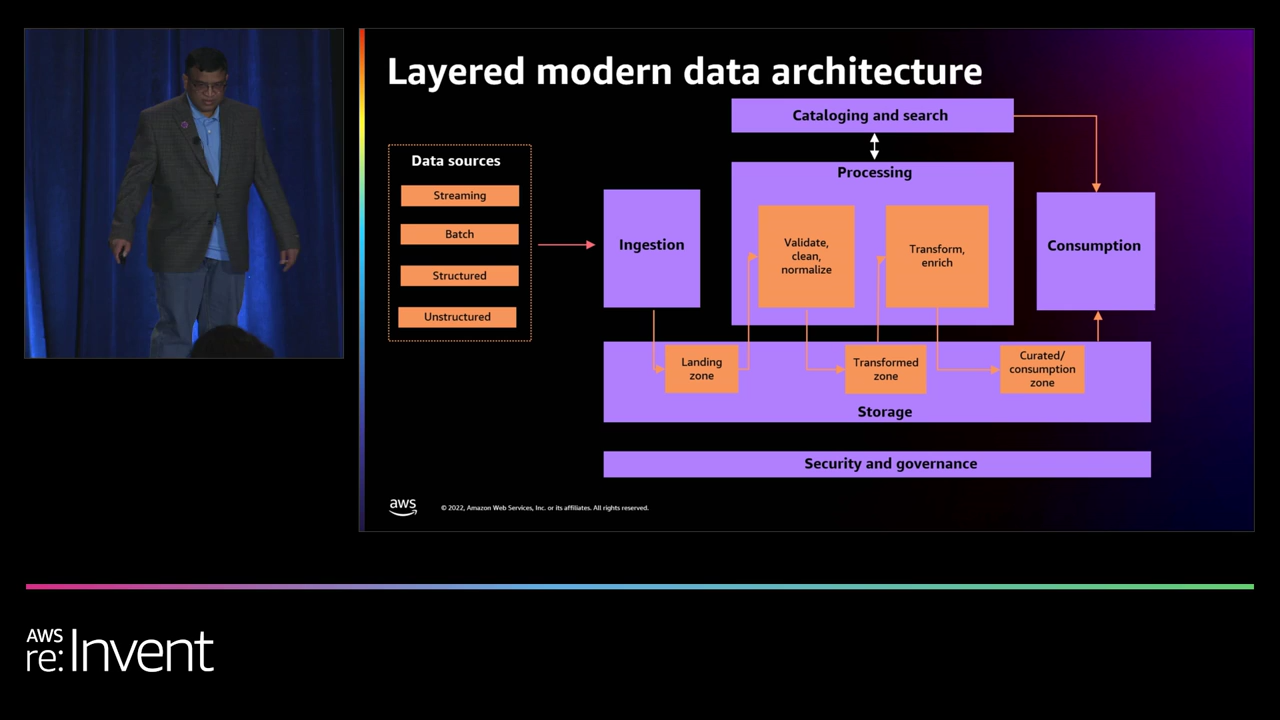 Layered modern data architecture
Cataloging and search
Data sources
Streaming
Batch
Structured
Unstructured
Ingestion
Processing
Validate,
clean,
normalize
Transform,
enrich
Consumption
Landing
zone
Transformed
zone
Curated/
consumption
zone
Storage
Security and governance
aws
© 2022, Amazon Web Services, Inc. or its affiliates. All rights reserved.
AWS
re:Invent